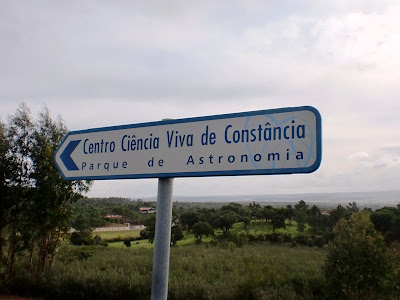 Centro Ciência Viva de Constância
Parque de Astronomia